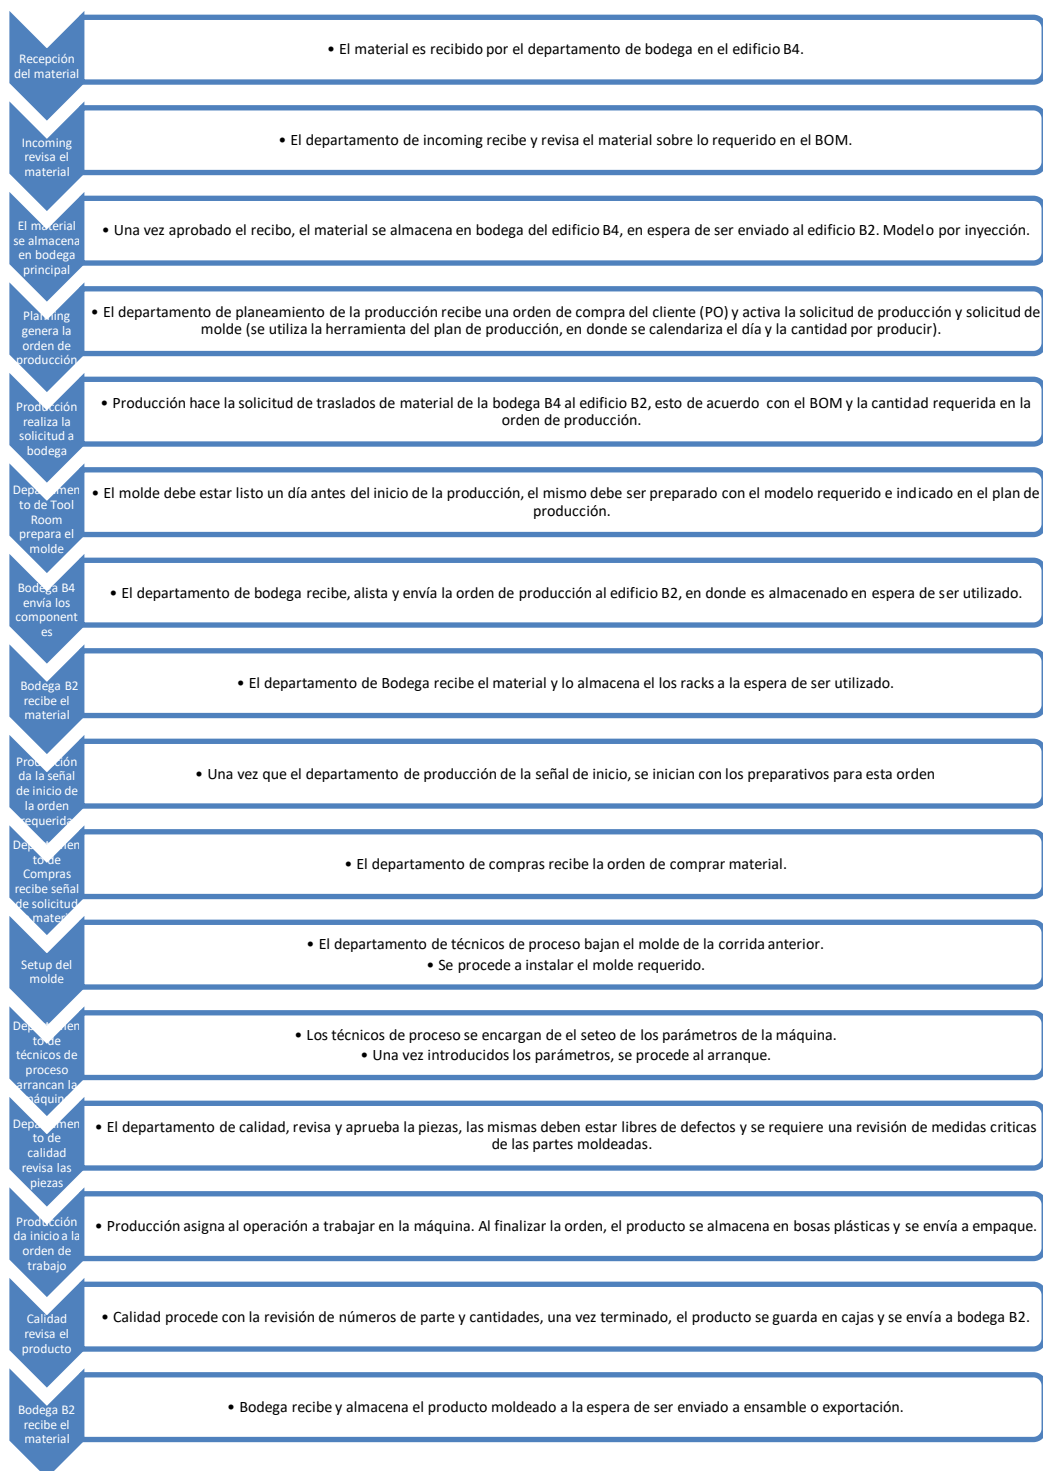 Recepción
del material
• El material es recibido por el departamento de bodega en el edificio B4.
Incoming
revisa el
material
• El departamento de incoming recibe y revisa el material sobre lo requerido en el BOM.
El material
se almacena
en bodega
principal
• Una vez aprobado el recibo, el material se almacena en bodega del edificio B4, en espera de ser enviado al edificio B2. Modelo por inyección.
Planning
genera la
orden de
producción
• El departamento de planeamiento de la producción recibe una orden de compra del cliente (PO) y activa la solicitud de producción y solicitud de
molde (se utiliza la herramienta del plan de producción, en donde se calendariza el día y la cantidad por producir).
Producción
realiza la
solicitud a
bodega
• Producción hace la solicitud de traslados de material de la bodega B4 al edificio B2, esto de acuerdo con el BOM y la cantidad requerida en la
orden de producción.
Departamen
to de Tool
Room
prepara el
molde
• El molde debe estar listo un día antes del inicio de la producción, el mismo debe ser preparado con el modelo requerido e indicado en el plan de
producción.
Bodega B4
envía los
component
es
• El departamento de bodega recibe, alista y envía la orden de producción al edificio B2, en donde es almacenado en espera de ser utilizado.
Bodega B2
recibe el
material
• El departamento de Bodega recibe el material y lo almacena el los racks a la espera de ser utilizado.
Producción
da la señal
de inicio de
la orden
requerida
• Una vez que el departamento de producción de la señal de inicio, se inician con los preparativos para esta orden
Departamen
to de
Compras
recibe señal
de solicitud
materi
• El departamento de compras recibe la orden de comprar material.
Setup del
molde
• El departamento de técnicos de proceso bajan el molde de la corrida anterior.
• Se procede a instalar el molde requerido.
Departamen
to de
técnicos de
proceso
arrancan la
máquina
• Los técnicos de proceso se encargan de el seteo de los parámetros de la máquina.
• Una vez introducidos los parámetros, se procede al arranque.
Departamen
to de
calidad
revisa las
piezas
• El departamento de calidad, revisa y aprueba la piezas, las mismas deben estar libres de defectos y se requiere una revisión de medidas criticas
de las partes moldeadas.
Producción
da inicio a la
orden de
trabajo
• Producción asigna al operación a trabajar en la máquina. Al finalizar la orden, el producto se almacena en bosas plásticas y se envía a empaque.
Calidad
revisa el
producto
• Calidad procede con la revisión de números de parte y cantidades, una vez terminado, el producto se guarda en cajas y se envía a bodega B2.
Bodega B2
recibe el
material
• Bodega recibe y almacena el producto moldeado a la espera de ser enviado a ensamble o exportación.